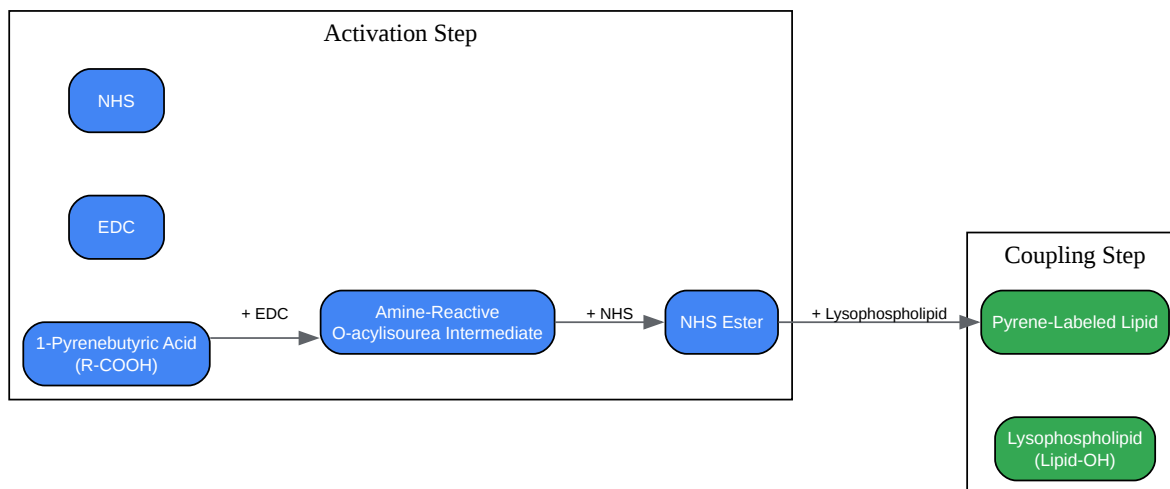 Activation Step
NHS
EDC
1-Pyrenebutyric Acid
(R-COOH)
+ EDC
Amine-Reactive
O-acylisourea Intermediate
+ NHS
NHS Ester
+ Lysophospholipid
Coupling Step
Pyrene-Labeled Lipid
Lysophospholipid
(Lipid-OH)